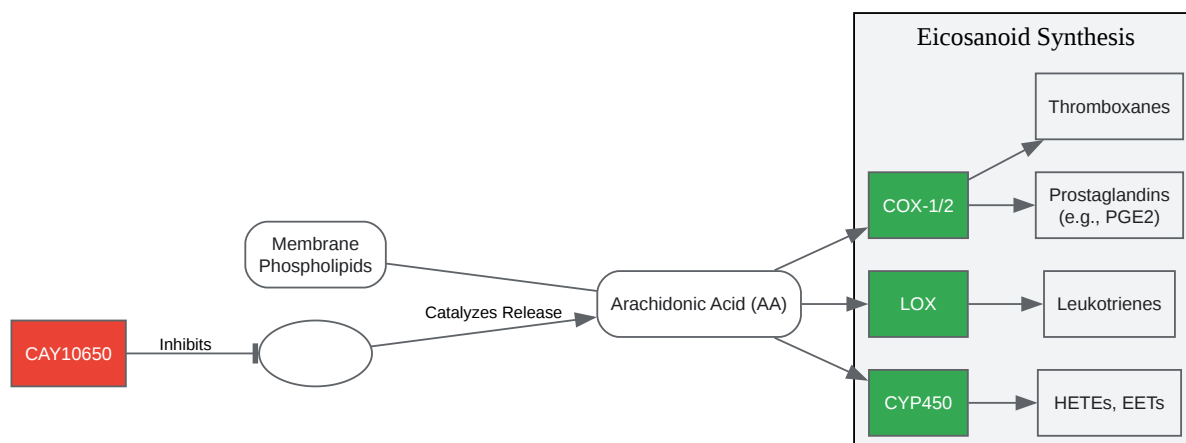 Eicosanoid Synthesis
Thromboxanes
COX-1/2
Prostaglandins
(e.g., PGE2)
Membrane
Phospholipids
Catalyzes Release
Arachidonic Acid (AA)
LOX
Leukotrienes
CAY10650
Inhibits
CYP450
HETEs, EETs